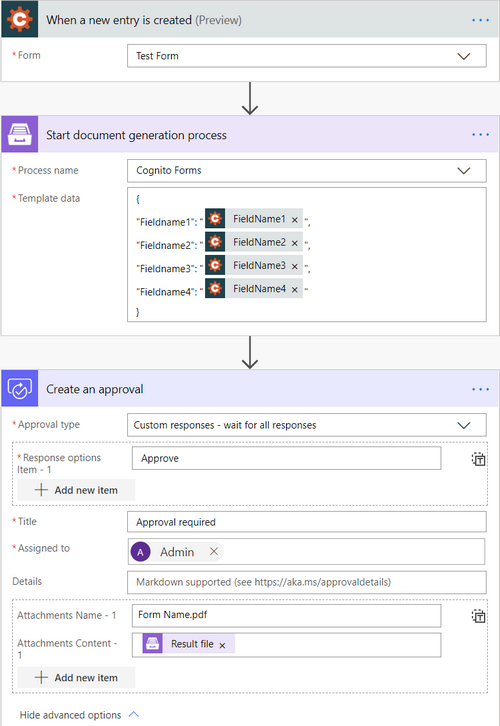 When a new entry is created (Preview)
* Form
Test Form
Start document generation process
* Process name
Cognito Forms
* Template data
{
"Fieldname1": " FieldName1 × ",
"Fieldname2": " FieldName2 × ",
"Fieldname3": " FieldName3 × ",
"Fieldname4": " FieldName4 × "
}
Create an approval
* Approval type
Custom responses - wait for all responses
* Response options
Item - 1
Approve
+ Add new item
* Title
Approval required
* Assigned to
A Admin ×
Details
Markdown supported (see https://aka.ms/approvaldetails)
Attachments Name - 1
Form Name.pdf
Attachments Content -
1
Result file ×
+ Add new item
Hide advanced options